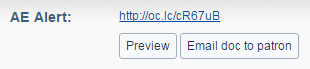 AE Alert: http://oc.lc/cR67uB
Preview Email doc to patron